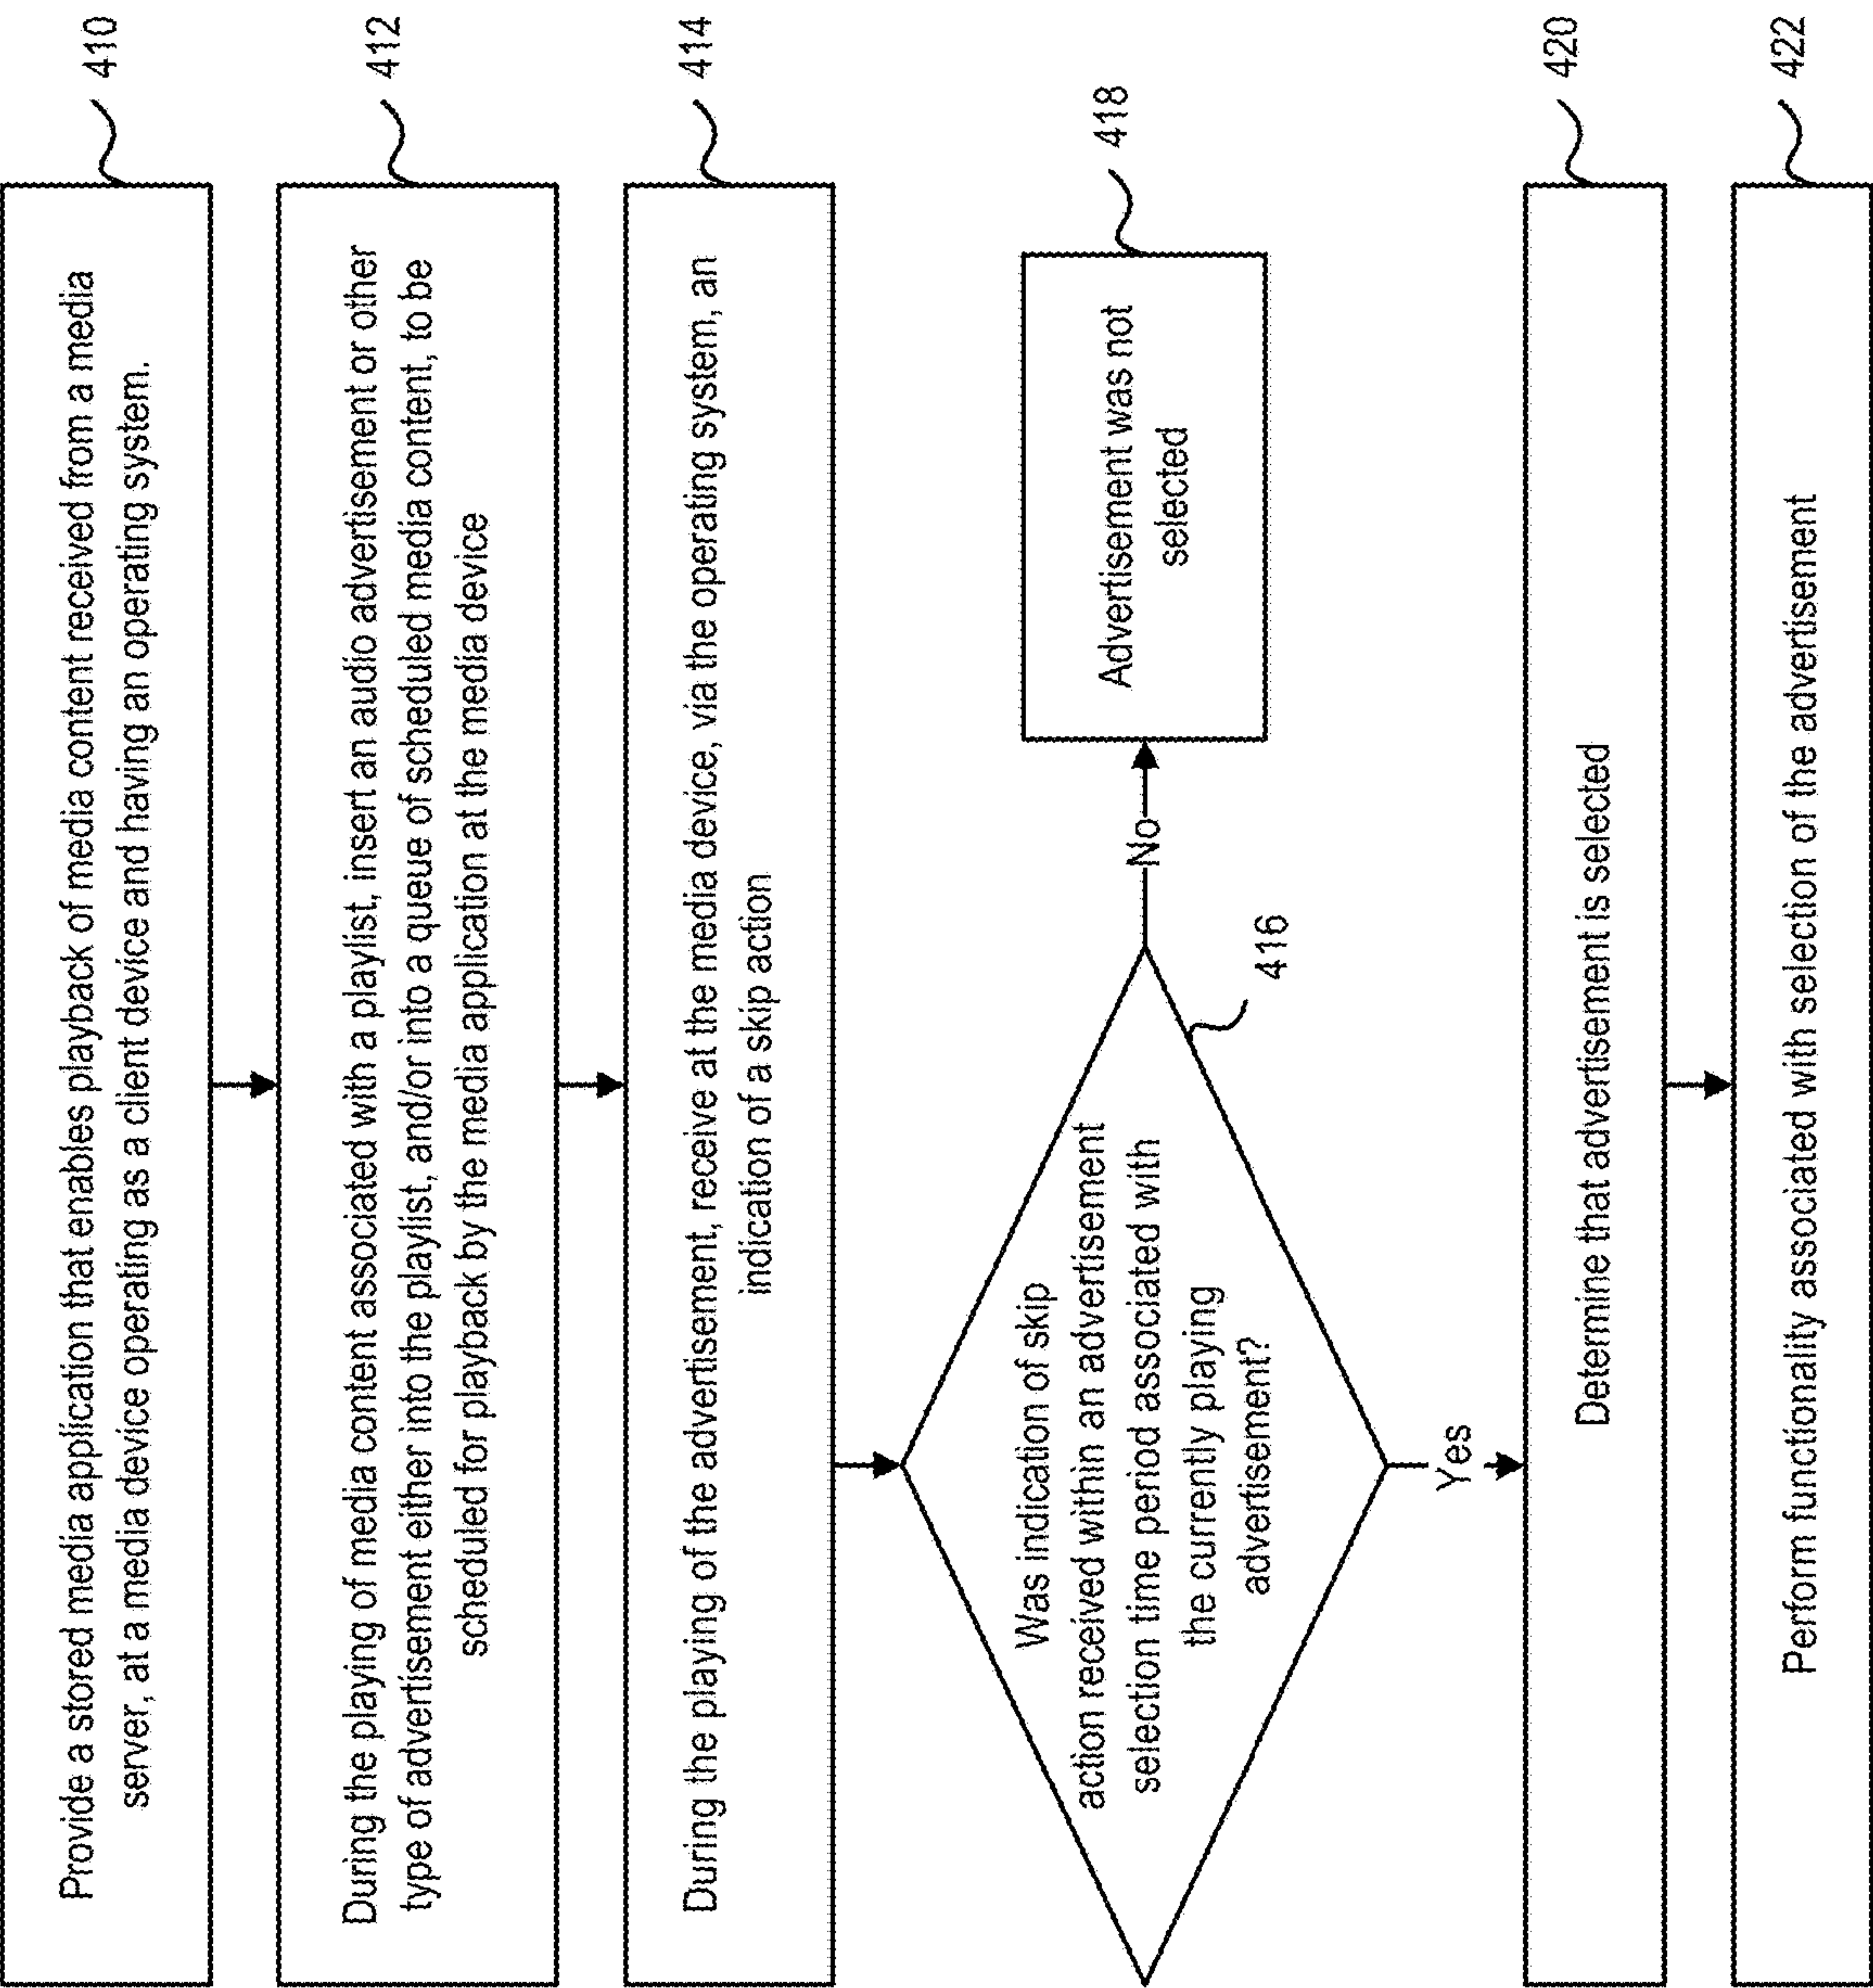 Provide a stored media application that enables playback of media content received from a media
server, at a media device operating as a client device and having an operating system.
410
During the playing of media content associated with a playlist, insert an audio advertisement or other
type of advertisement either into the playlist, and/or into a queue of scheduled media content, to be
scheduled for playback by the media application at the media device
412
During the playing of the advertisement, receive at the media device, via the operating system, an
indication of a skip action
414
Was indication of skip
action received within an advertisement
selection time period associated with
the currently playing
advertisement?
416
No
Advertisement was not
selected
418
Yes
Determine that advertisement is selected
420
Perform functionality associated with selection of the advertisement
422